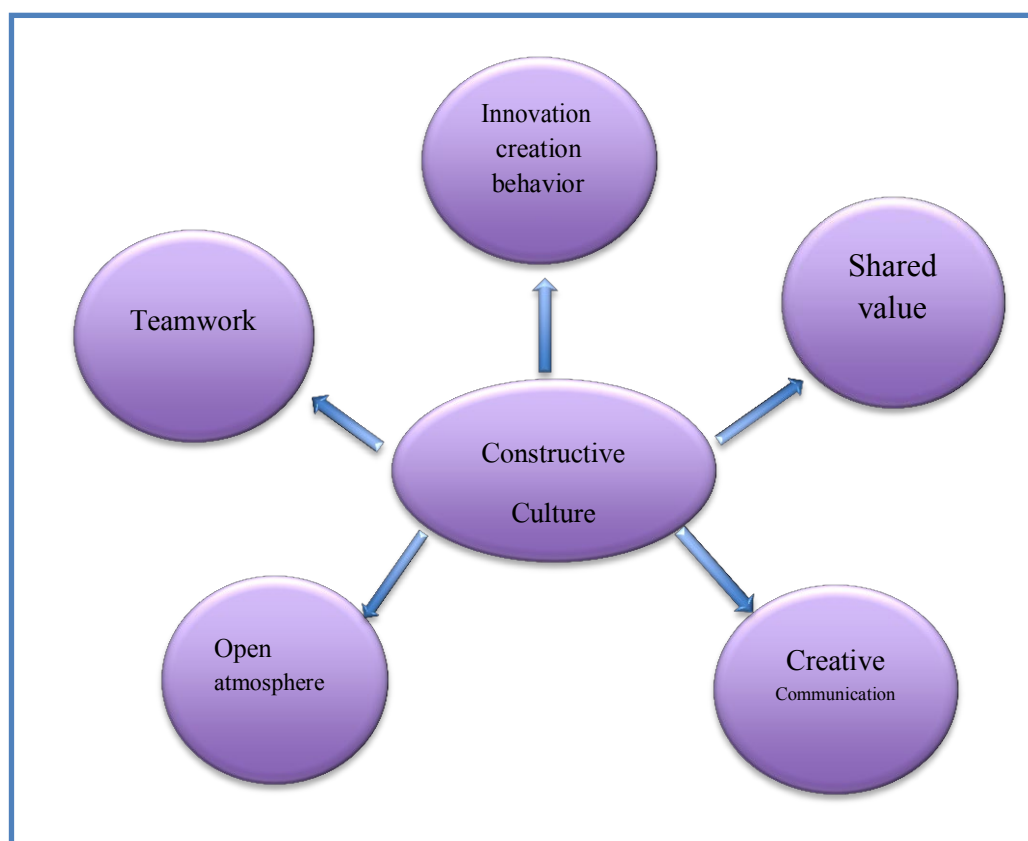 Innovation
creation
behavior
Shared
value
Teamwork
Constructive
Culture
Open
atmosphere
Creative
Communication